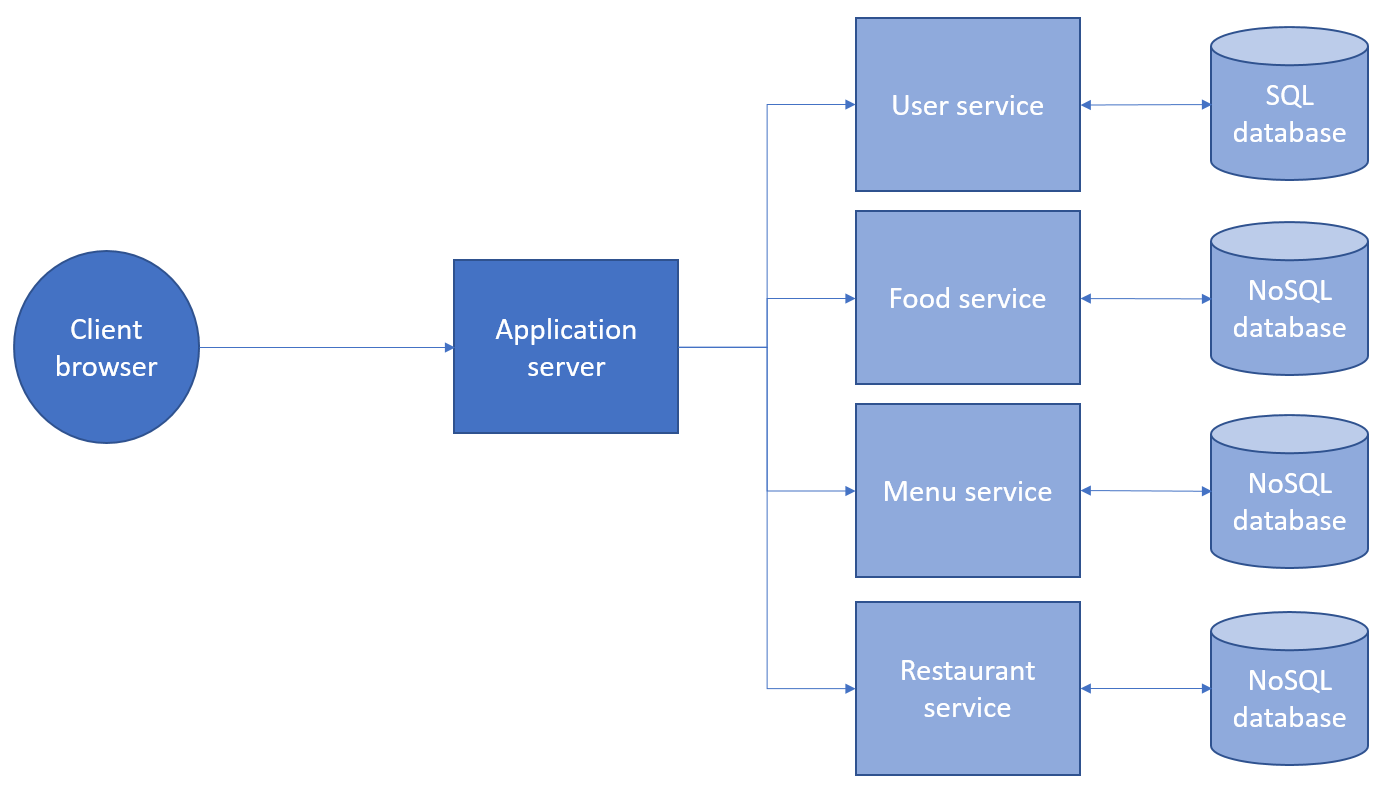 Client
browser
Application
server
User service
SQL
database
Food service
NoSQL
database
Menu service
NoSQL
database
Restaurant
service
NoSQL
database